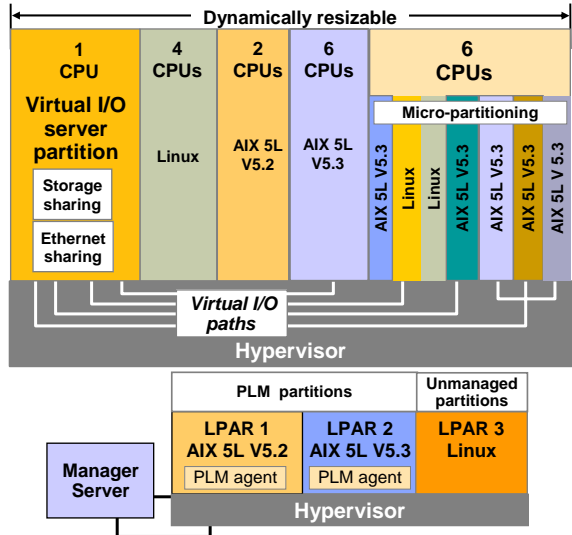 Dynamically resizable
1
CPU
4
CPUs
2
CPUs
6
CPUs
6
CPUs
Virtual I/O
server
partition
Storage
sharing
Ethernet
sharing
Linux
AIX 5L
V5.2
AIX 5L
V5.3
Micro-partitioning
AIX 5L V5.3
Linux
Linux
AIX 5L V5.3
AIX 5L V5.3
AIX 5L V5.3
AIX 5L V 5.3
Virtual I/O
paths
Hypervisor
PLM partitions
Unmanaged
partitions
LPAR 1
AIX 5L V5.2
PLM agent
LPAR 2
AIX 5L V5.3
PLM agent
LPAR 3
Linux
Manager
Server
Hypervisor